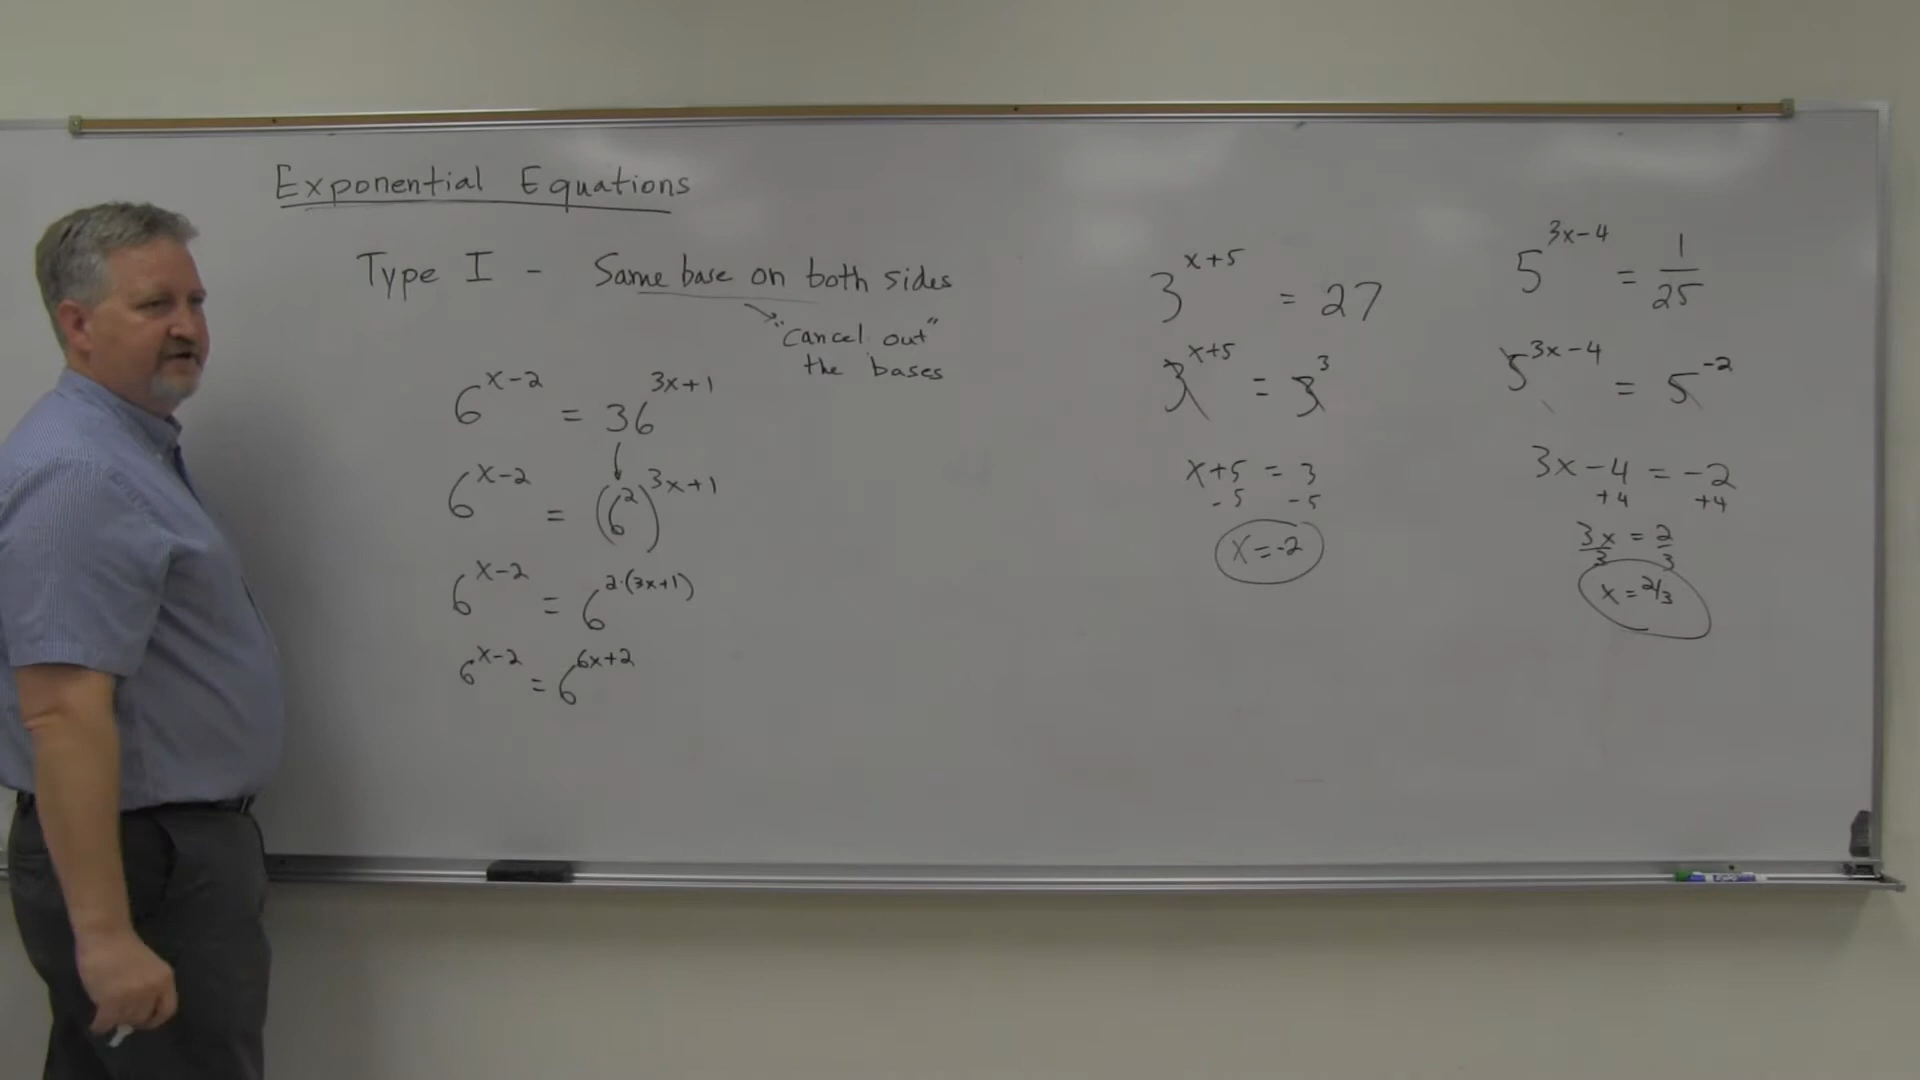 Exponential Equations
Type I - Same base on both sides
"Cancel out"
the bases
6^{x-2} = 36^{3x+1}
6^{x-2} = (6^2)^{3x+1}
6^{x-2} = 6^{2·(3x+1)}
6^{x-2} = 6^{6x+2}
3^{x+5} = 27
3^{x+5} = 3^3
x+5 = 3
-5 -5
x=-2
5^{3x-4} = 1/25
5^{3x-4} = 5^{-2}
3x-4 = -2
+4 +4
3x/3 = 2/3
x = 2/3